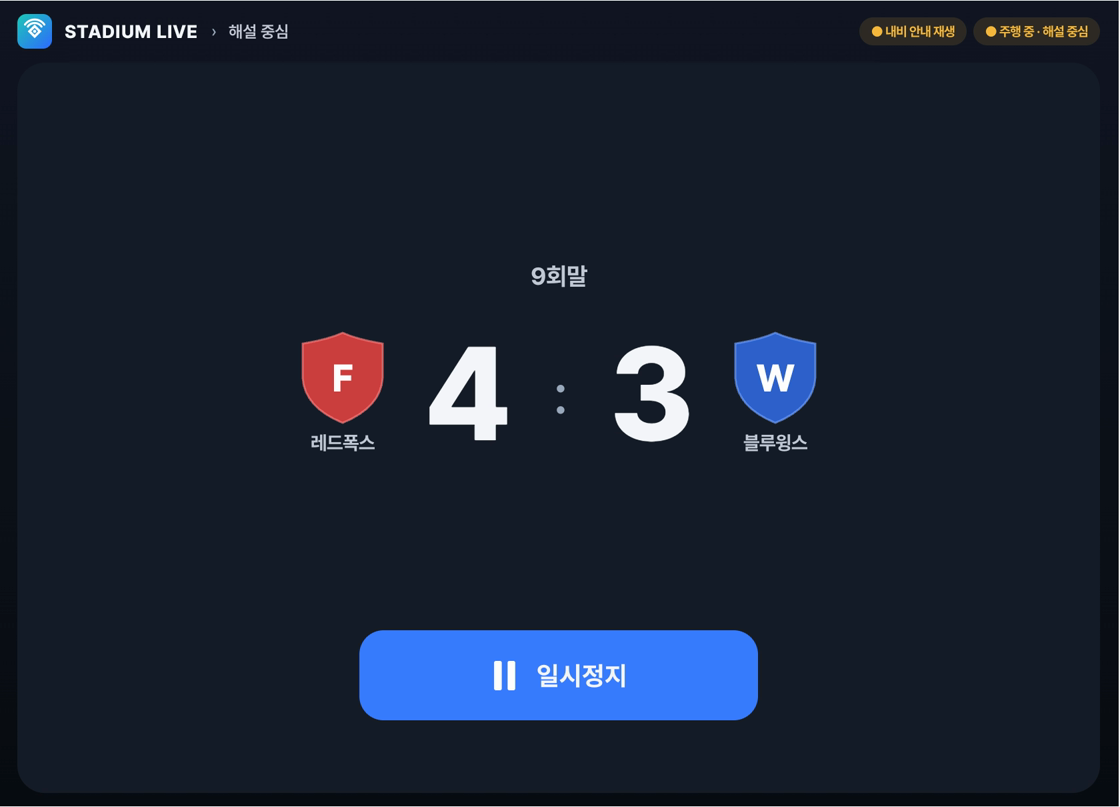 STADIUM LIVE › 해설 중심
내비 안내 재생
주행 중 · 해설 중심
9회말
F 4 : 3 W
레드폭스 블루윙스
일시정지